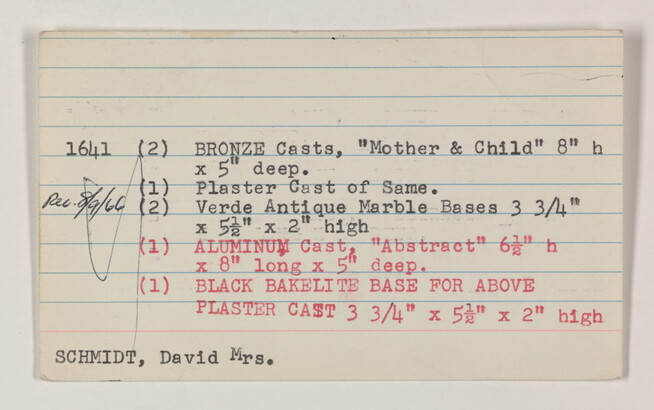 1641 (2) BRONZE Casts, "Mother & Child" 8" h
x 5" deep.
(1) Plaster Cast of Same.
Rec. 8/9/66 (2) Verde Antique Marble Bases 3 3/4"
x 5½" x 2" high
(1) ALUMINUM Cast, "Abstract" 6½" h
x 8" long x 5" deep.
(1) BLACK BAKELITE BASE FOR ABOVE
PLASTER CAST 3 3/4" x 5½" x 2" high
SCHMIDT, David Mrs.